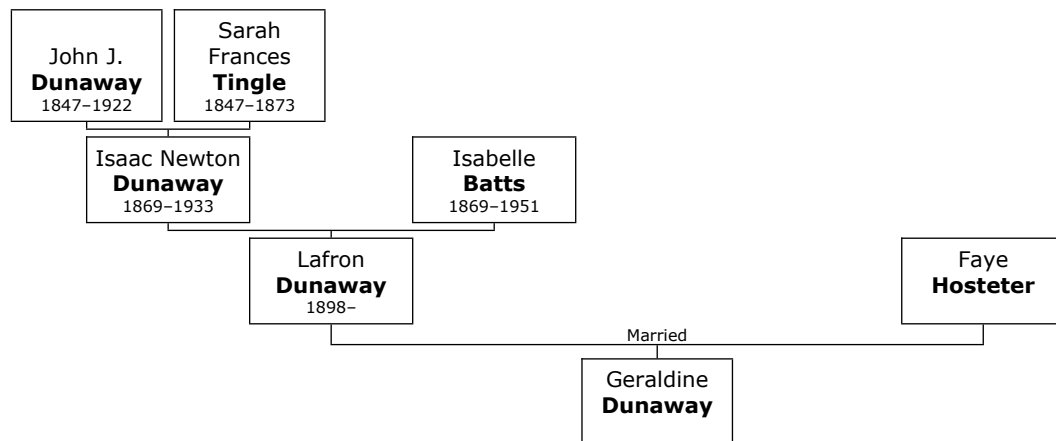 John J.
Dunaway
1847–1922
Sarah
Frances
Tingle
1847–1873
Isaac Newton
Dunaway
1869–1933
Isabelle
Batts
1869–1951
Lafron
Dunaway
1898–
Faye
Hosteter
Married
Geraldine
Dunaway